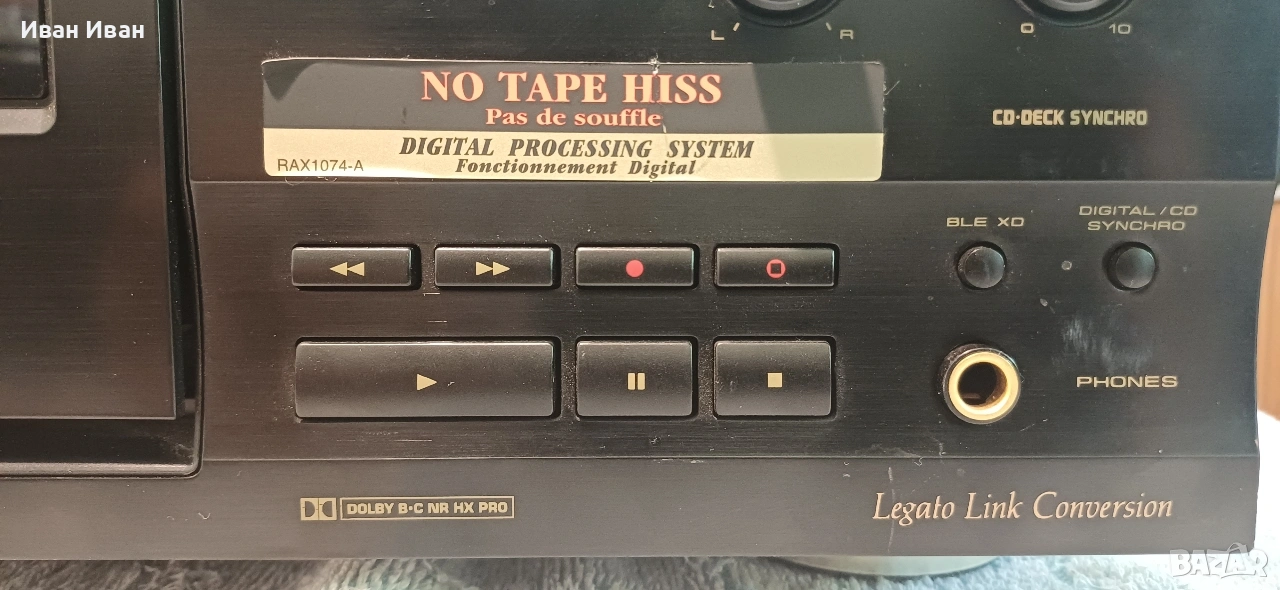 Иван Иван
L R
0 10
NO TAPE HISS
Pas de souffle
DIGITAL PROCESSING SYSTEM
RAX1074-A
Fonctionnement Digital
CD·DECK SYNCHRO
BLE XD
DIGITAL / CD
SYNCHRO
PHONES
DOLBY B·C NR HX PRO
Legato Link Conversion
BAZAR